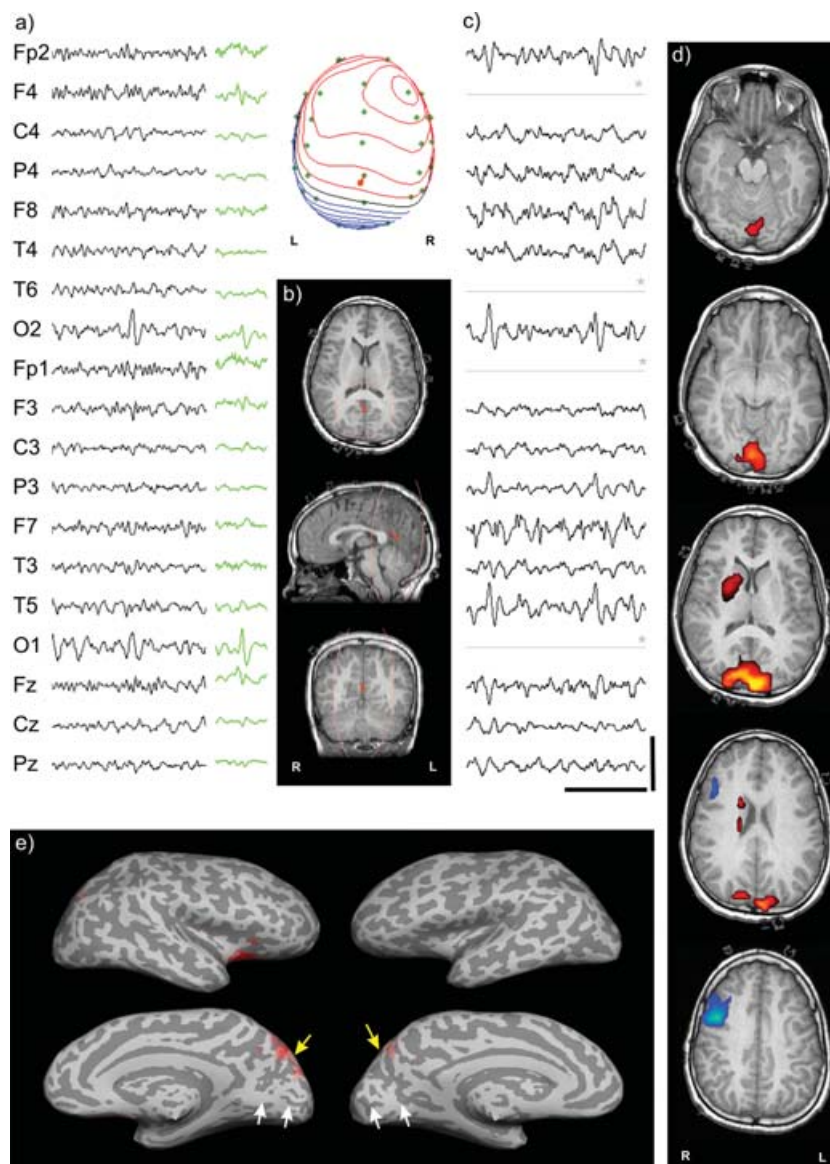 a)
Fp2
F4
C4
P4
F8
T4
T6
O2
Fp1
F3
C3
P3
F7
T3
T5
O1
Fz
Cz
Pz
L R
b)
R L
c)
*
*
*
*
d)
R L
e)